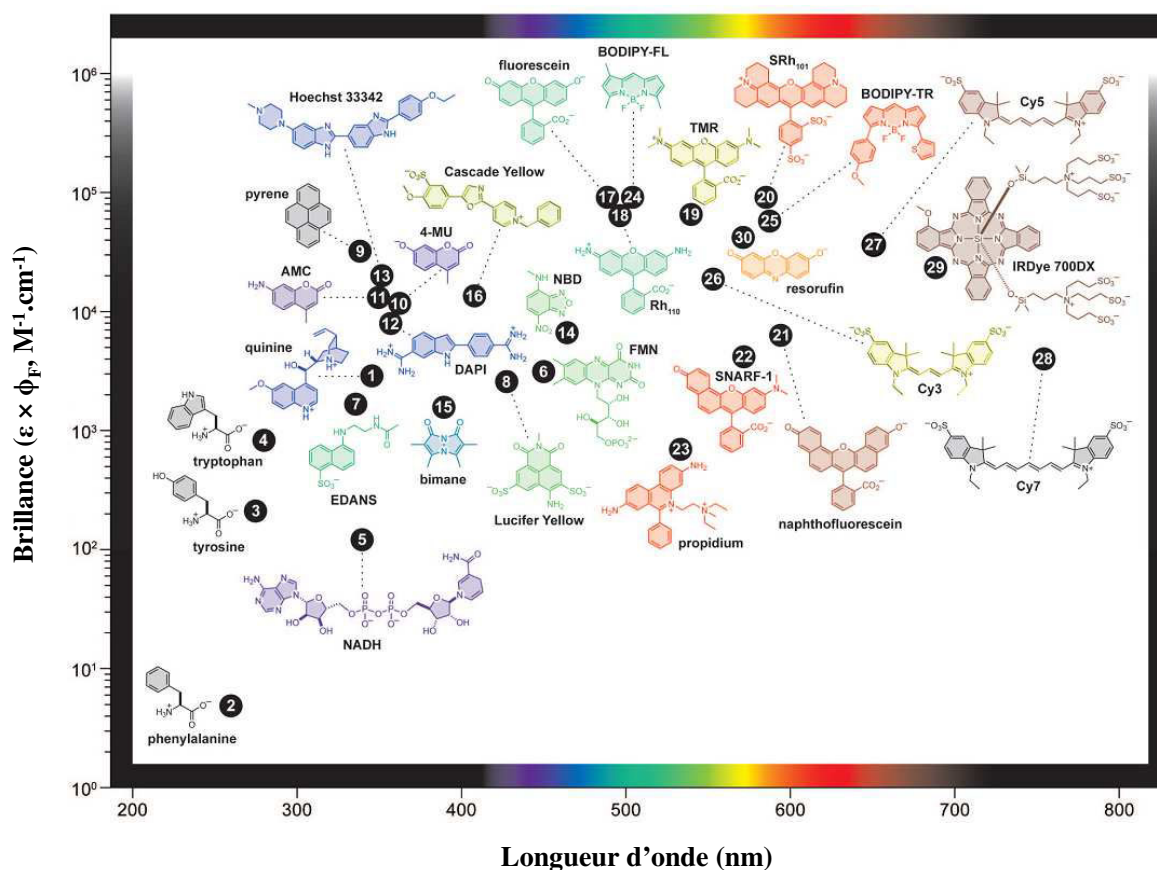 Brillance (ε × ϕF, M⁻¹.cm⁻¹)
10⁶
10⁵
10⁴
10³
10²
10¹
10⁰
200
300
400
500
600
700
800
Longueur d'onde (nm)
Hoechst 33342
fluorescein
BODIPY-FL
SRh₁₀₁
BODIPY-TR
Cy5
TMR
Cascade Yellow
pyrene
4-MU
AMC
NBD
Rh₁₁₀
resorufin
IRDye 700DX
quinine
DAPI
FMN
SNARF-1
Cy3
tryptophan
EDANS
bimane
Lucifer Yellow
propidium
naphthofluorescein
Cy7
tyrosine
NADH
phenylalanine
1
2
3
4
5
6
7
8
9
10
11
12
13
14
15
16
17
18
19
20
21
22
23
24
25
26
27
28
29
30